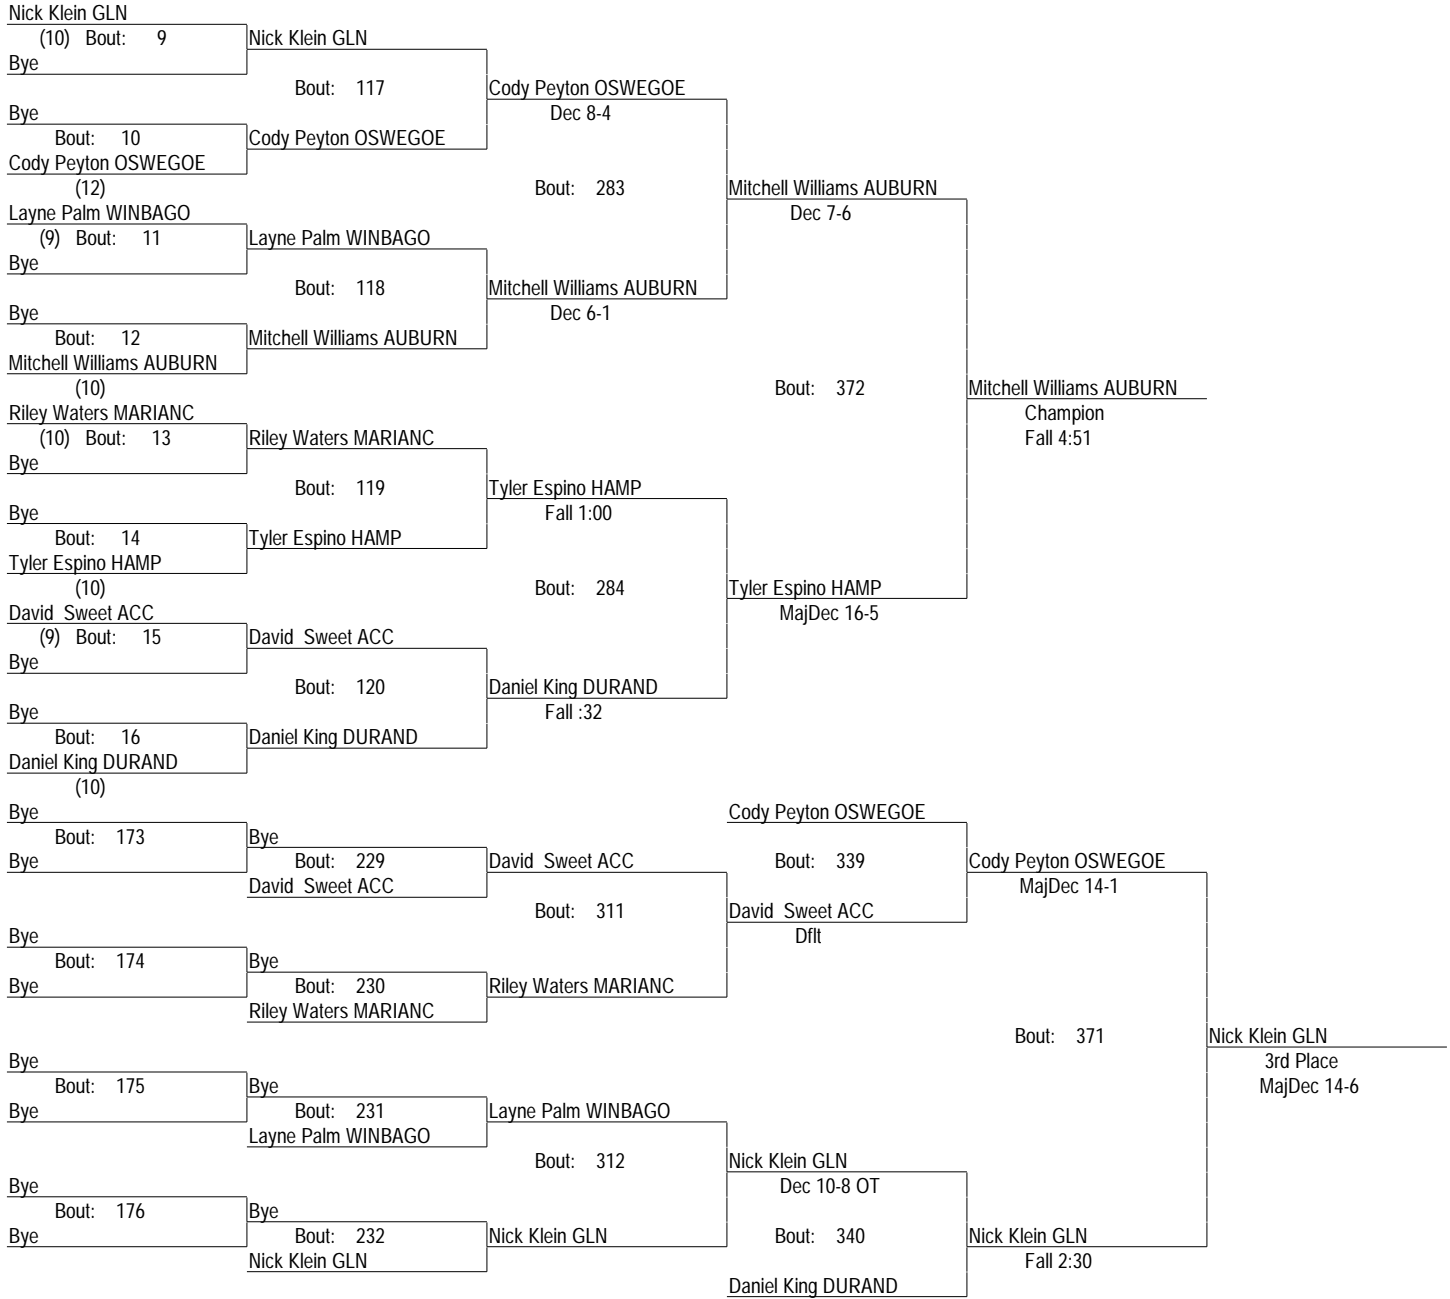 Nick Klein GLN
(10) Bout: 9
Nick Klein GLN
Bye
Bout: 117
Cody Peyton OSWEGOE
Bye
Dec 8-4
Bout: 10
Cody Peyton OSWEGOE
Cody Peyton OSWEGOE
(12)
Bout: 283
Mitchell Williams AUBURN
Layne Palm WINBAGO
Dec 7-6
(9) Bout: 11
Layne Palm WINBAGO
Bye
Bout: 118
Mitchell Williams AUBURN
Bye
Dec 6-1
Bout: 12
Mitchell Williams AUBURN
Mitchell Williams AUBURN
(10)
Bout: 372
Mitchell Williams AUBURN
Riley Waters MARIANC
Champion
(10) Bout: 13
Riley Waters MARIANC
Fall 4:51
Bye
Bout: 119
Tyler Espino HAMP
Bye
Fall 1:00
Bout: 14
Tyler Espino HAMP
Tyler Espino HAMP
(10)
Bout: 284
Tyler Espino HAMP
David  Sweet ACC
MajDec 16-5
(9) Bout: 15
David  Sweet ACC
Bye
Bout: 120
Daniel King DURAND
Bye
Fall :32
Bout: 16
Daniel King DURAND
Daniel King DURAND
(10)
Bye
Cody Peyton OSWEGOE
Bout: 173
Bye
Bye
Bout: 229
David  Sweet ACC
Bout: 339
Cody Peyton OSWEGOE
David  Sweet ACC
MajDec 14-1
Bout: 311
David  Sweet ACC
Bye
Dflt
Bout: 174
Bye
Bye
Bout: 230
Riley Waters MARIANC
Riley Waters MARIANC
Bout: 371
Nick Klein GLN
Bye
3rd Place
Bout: 175
Bye
MajDec 14-6
Bye
Bout: 231
Layne Palm WINBAGO
Layne Palm WINBAGO
Bout: 312
Nick Klein GLN
Bye
Dec 10-8 OT
Bout: 176
Bye
Bye
Bout: 232
Nick Klein GLN
Bout: 340
Nick Klein GLN
Nick Klein GLN
Fall 2:30
Daniel King DURAND